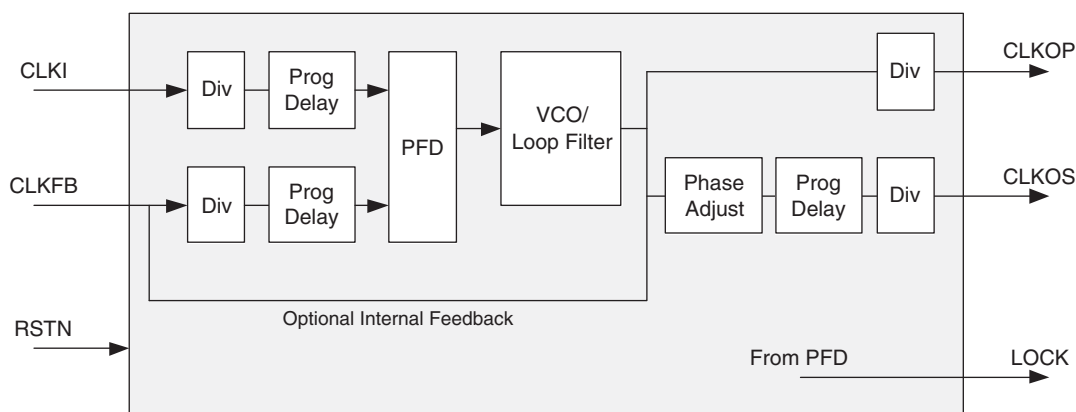 CLKI
Div
Prog
Delay
PFD
VCO/
Loop Filter
Div
CLKOP
CLKFB
Div
Prog
Delay
Phase
Adjust
Prog
Delay
Div
CLKOS
Optional Internal Feedback
RSTN
From PFD
LOCK